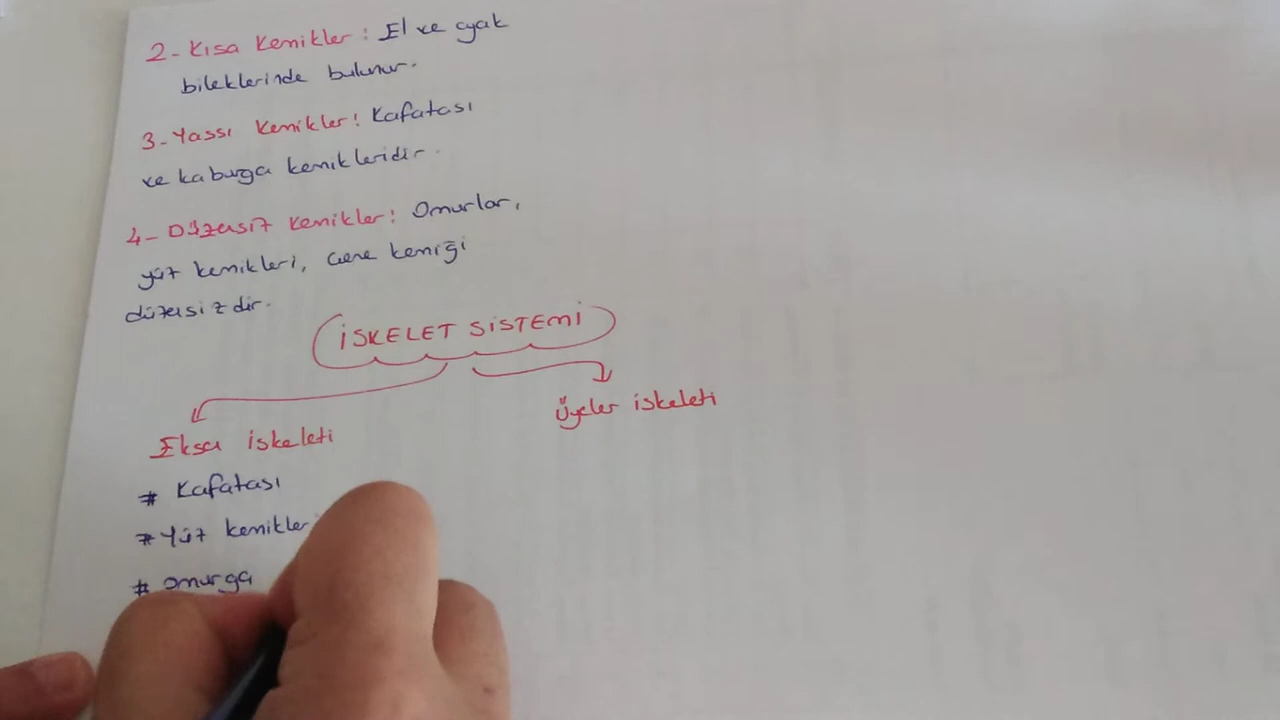 2- Kısa Kemikler: El ve ayak
bileklerinde bulunur.
3- Yassı Kemikler: Kafatası
ve kaburga kemikleridir.
4- Düzensiz Kemikler: Omurlar,
yüz kemikleri, çene kemiği
düzensizdir.
İSKELET SİSTEMİ
Eksen iskeleti
Üyeler iskeleti
# Kafatası
# Yüz kemikler
# omurga